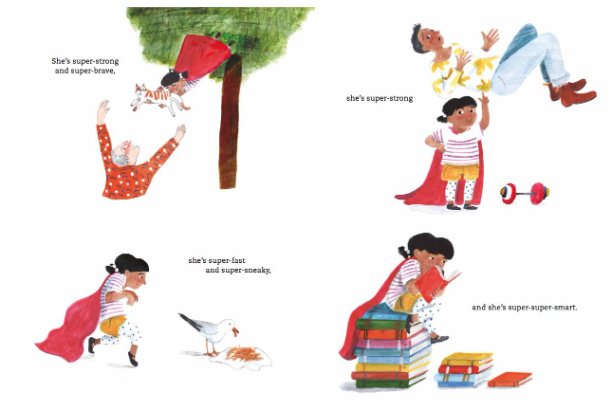 She's super-strong
and super-brave,
she's super-strong
she's super-fast
and super-sneaky,
and she's super-super-smart.